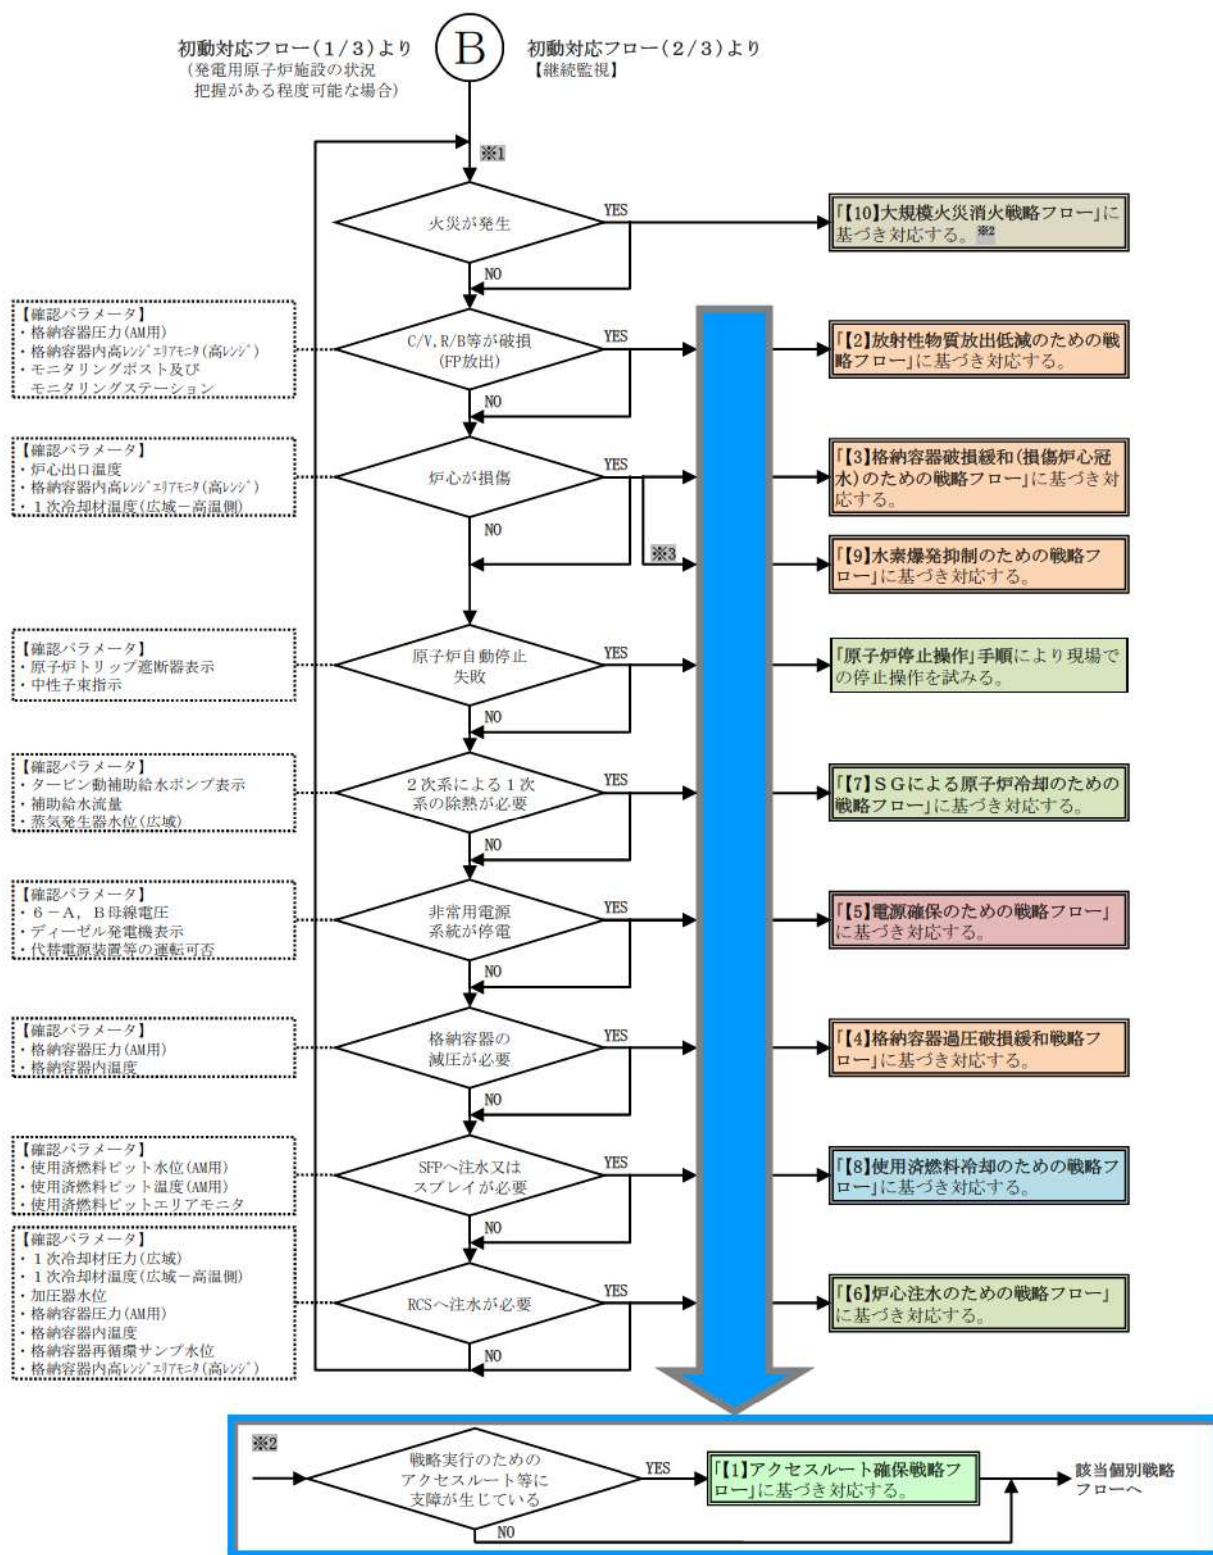 初動対応フロー(1/3)より
(発電用原子炉施設の状況
把握がある程度可能な場合)
B
初動対応フロー(2/3)より
【継続監視】
※1
火災が発生
YES
NO
「【10】大規模火災消火戦略フロー」に
基づき対応する。※2
【確認パラメータ】
・格納容器圧力(AM用)
・格納容器内高レンジエリアモニタ(高レンジ)
・モニタリングポスト及び
モニタリングステーション
C/V,R/B等が破損
(FP放出)
YES
NO
「【2】放射性物質放出低減のための戦
略フロー」に基づき対応する。
【確認パラメータ】
・炉心出口温度
・格納容器内高レンジエリアモニタ(高レンジ)
・1次冷却材温度(広域-高温側)
炉心が損傷
YES
NO
「【3】格納容器破損緩和(損傷炉心冠
水)のための戦略フロー」に基づき対
応する。
※3
「【9】水素爆発抑制のための戦略フ
ロー」に基づき対応する。
【確認パラメータ】
・原子炉トリップ遮断器表示
・中性子束指示
原子炉自動停止
失敗
YES
NO
「原子炉停止操作」手順により現場で
の停止操作を試みる。
【確認パラメータ】
・タービン動補助給水ポンプ表示
・補助給水流量
・蒸気発生器水位(広域)
2次系による1次
系の除熱が必要
YES
NO
「【7】SGによる原子炉冷却のための
戦略フロー」に基づき対応する。
【確認パラメータ】
・6-A,B母線電圧
・ディーゼル発電機表示
・代替電源装置等の運転可否
非常用電源
系統が停電
YES
NO
「【5】電源確保のための戦略フロー」
に基づき対応する。
【確認パラメータ】
・格納容器圧力(AM用)
・格納容器内温度
格納容器の
減圧が必要
YES
NO
「【4】格納容器過圧破損緩和戦略フ
ロー」に基づき対応する。
【確認パラメータ】
・使用済燃料ピット水位(AM用)
・使用済燃料ピット温度(AM用)
・使用済燃料ピットエリアモニタ
SFPへ注水又は
スプレイが必要
YES
NO
「【8】使用済燃料冷却のための戦略フ
ロー」に基づき対応する。
【確認パラメータ】
・1次冷却材圧力(広域)
・1次冷却材温度(広域-高温側)
・加圧器水位
・格納容器圧力(AM用)
・格納容器内温度
・格納容器再循環サンプ水位
・格納容器内高レンジエリアモニタ(高レンジ)
RCSへ注水が必要
YES
NO
「【6】炉心注水のための戦略フロー」
に基づき対応する。
※2
戦略実行のための
アクセスルート等に
支障が生じている
YES
NO
「【1】アクセスルート確保戦略フ
ロー」に基づき対応する。
該当個別戦略
フローへ